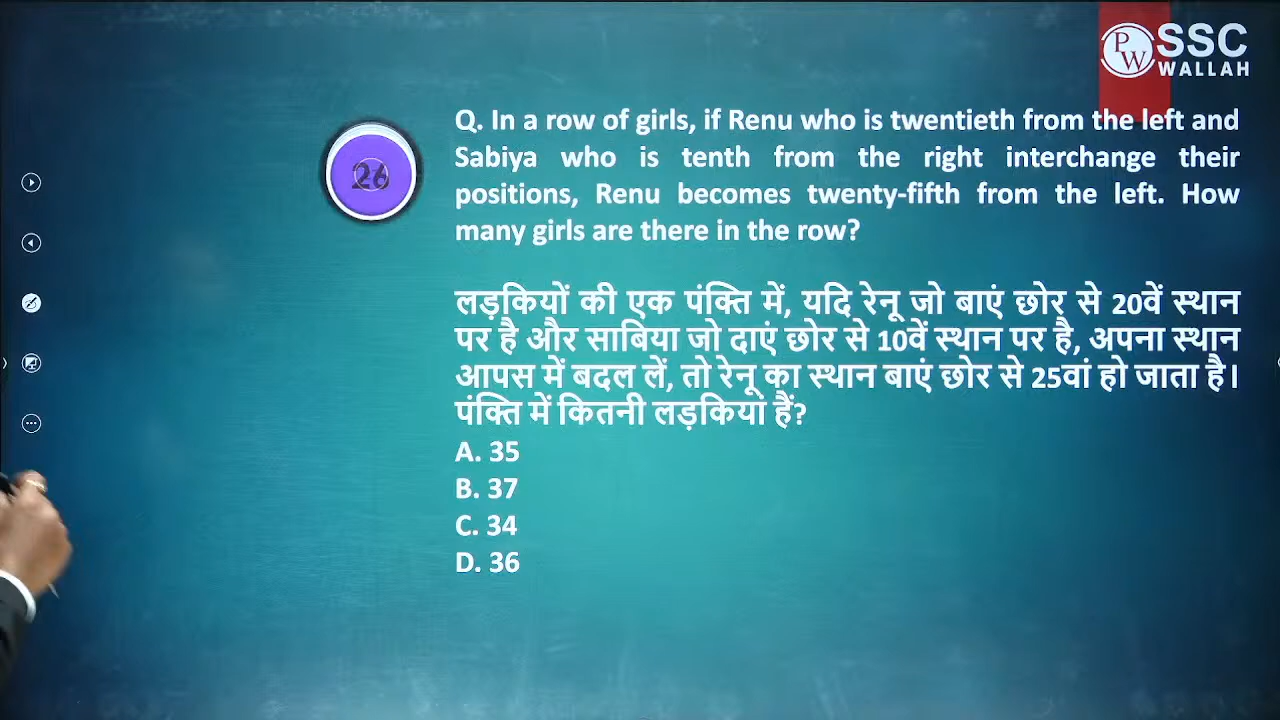 PW SSC
WALLAH
26
Q. In a row of girls, if Renu who is twentieth from the left and
Sabiya who is tenth from the right interchange their
positions, Renu becomes twenty-fifth from the left. How
many girls are there in the row?
लड़कियों की एक पंक्ति में, यदि रेनू जो बाएं छोर से 20वें स्थान
पर है और साबिया जो दाएं छोर से 10वें स्थान पर है, अपना स्थान
आपस में बदल लें, तो रेनू का स्थान बाएं छोर से 25वां हो जाता है।
पंक्ति में कितनी लड़कियां हैं?
A. 35
B. 37
C. 34
D. 36